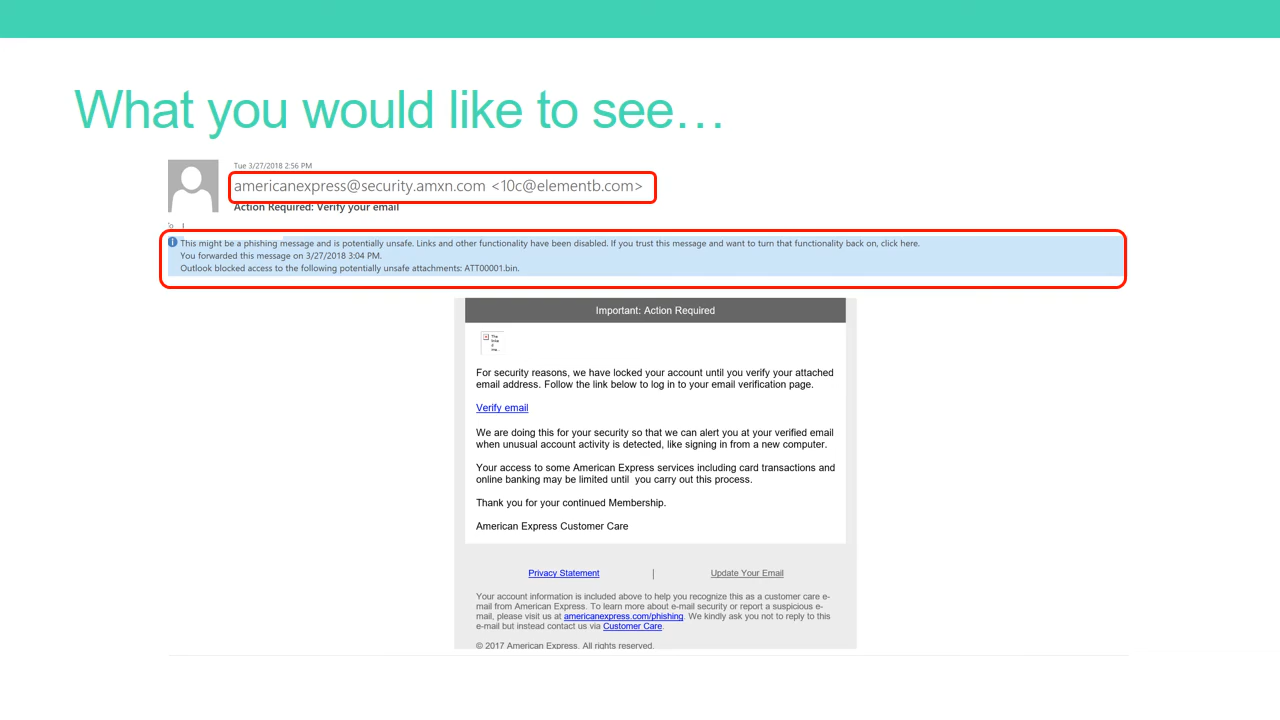 What you would like to see…
Tue 3/27/2018 2:56 PM
americanexpress@security.amxn.com <10c@elementb.com>
Action Required: Verify your email
This might be a phishing message and is potentially unsafe. Links and other functionality have been disabled. If you trust this message and want to turn that functionality back on, click here.
You forwarded this message on 3/27/2018 3:04 PM.
Outlook blocked access to the following potentially unsafe attachments: ATT00001.bin.
Important: Action Required
The
linke
d
me...
For security reasons, we have locked your account until you verify your attached
email address. Follow the link below to log in to your email verification page.
Verify email
We are doing this for your security so that we can alert you at your verified email
when unusual account activity is detected, like signing in from a new computer.
Your access to some American Express services including card transactions and
online banking may be limited until  you carry out this process.
Thank you for your continued Membership.
American Express Customer Care
Privacy Statement | Update Your Email
Your account information is included above to help you recognize this as a customer care e-
mail from American Express. To learn more about e-mail security or report a suspicious e-
mail, please visit us at americanexpress.com/phishing. We kindly ask you not to reply to this
e-mail but instead contact us via Customer Care.
© 2017 American Express. All rights reserved.